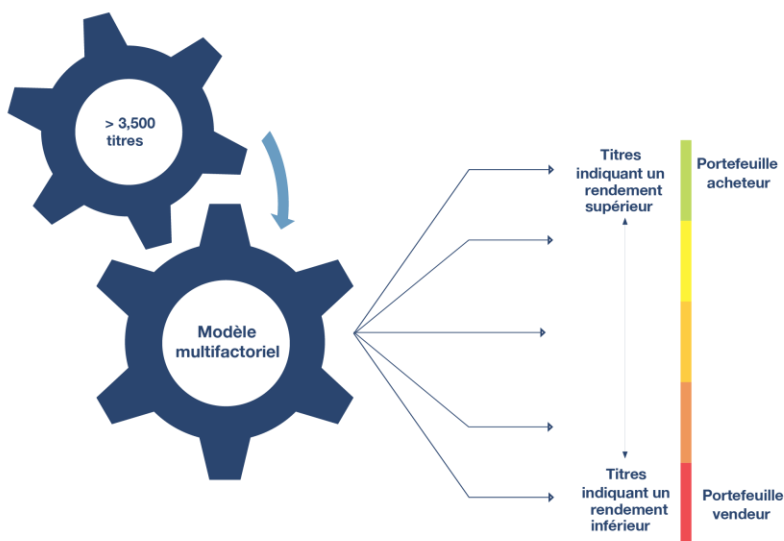 > 3,500
titres
Modèle
multifactoriel
Titres
indiquant un
rendement
supérieur
Portefeuille
acheteur
Titres
indiquant un
rendement
inférieur
Portefeuille
vendeur